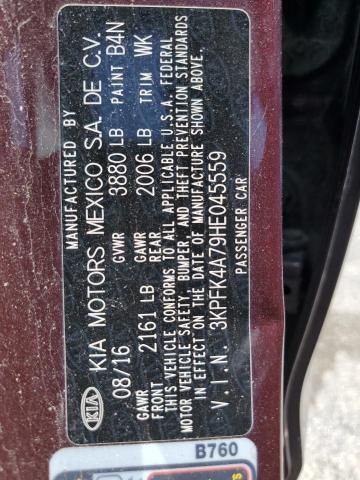 MANUFACTURED BY
KIA KIA MOTORS MEXICO S.A. DE C.V.
08/16 GVWR 3880 LB PAINT B4N
GAWR FRONT 2161 LB GAWR REAR 2006 LB TRIM WK
THIS VEHICLE CONFORMS TO ALL APPLICABLE U.S.A. FEDERAL
MOTOR VEHICLE SAFETY, BUMPER, AND THEFT PREVENTION STANDARDS
IN EFFECT ON THE DATE OF MANUFACTURE SHOWN ABOVE.
V.I.N. 3KPFK4A79HE045559
PASSENGER CAR
B760